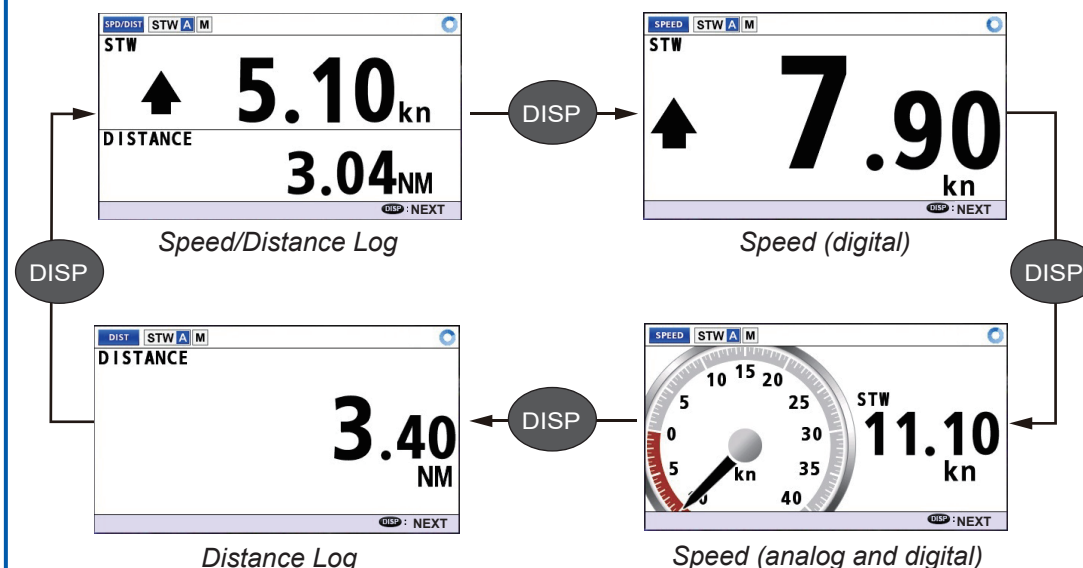 SPD/DIST STW A M
STW
5.10kn
DISTANCE
3.04NM
DISP : NEXT
Speed/Distance Log
DISP
SPEED STW A M
STW
7.90
kn
DISP : NEXT
Speed (digital)
DISP
DISP
DIST STW A M
DISTANCE
3.40
NM
DISP : NEXT
Distance Log
DISP
SPEED STW A M
10 15 20
5 25
0 30
5 35
kn
40
STW
11.10
kn
DISP : NEXT
Speed (analog and digital)